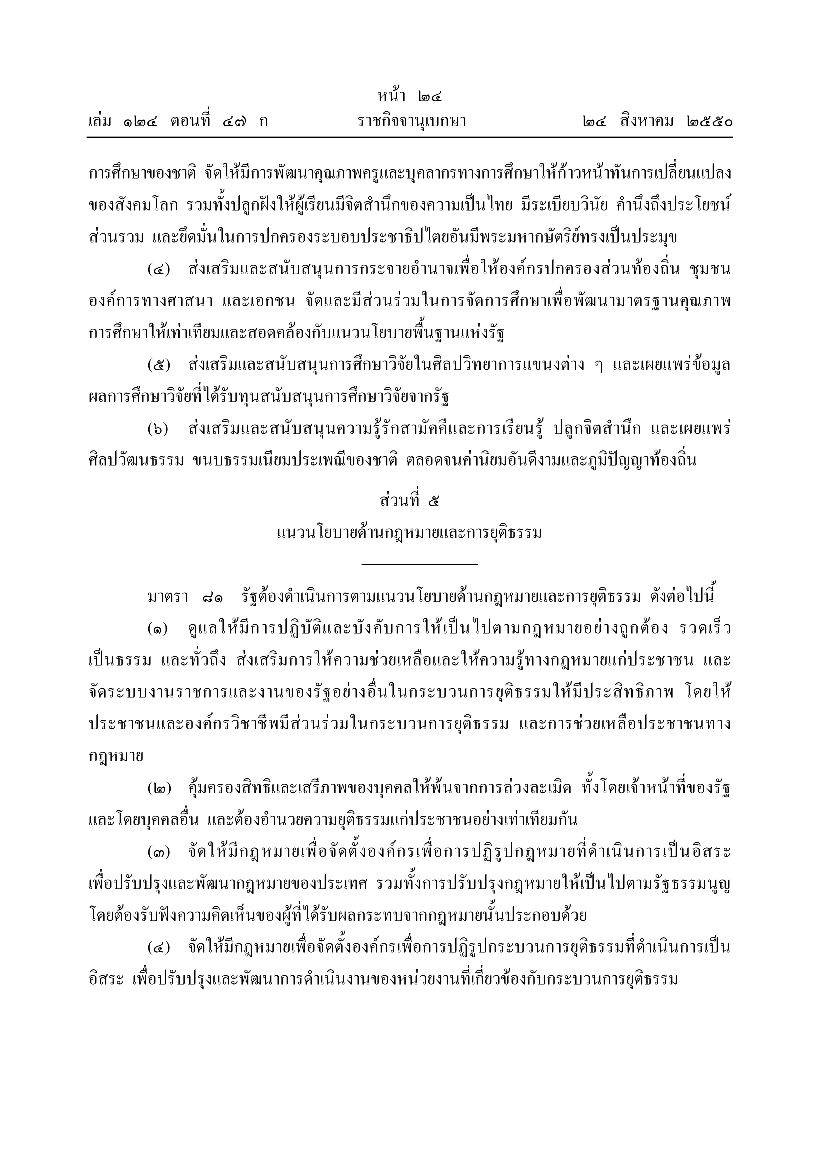 หน้า ๒๔
เล่ม ๑๒๔ ตอนที่ ๔๗ ก ราชกิจจานุเบกษา ๒๔ สิงหาคม ๒๕๕๐
การศึกษาของชาติ จัดให้มีการพัฒนาคุณภาพครูและบุคลากรทางการศึกษาให้ก้าวหน้าทันการเปลี่ยนแปลง
ของสังคมโลก รวมทั้งปลูกฝังให้ผู้เรียนมีจิตสำนึกของความเป็นไทย มีระเบียบวินัย คำนึงถึงประโยชน์
ส่วนรวม และยึดมั่นในการปกครองระบอบประชาธิปไตยอันมีพระมหากษัตริย์ทรงเป็นประมุข
(๔) ส่งเสริมและสนับสนุนการกระจายอำนาจเพื่อให้องค์กรปกครองส่วนท้องถิ่น ชุมชน
องค์การทางศาสนา และเอกชน จัดและมีส่วนร่วมในการจัดการศึกษาเพื่อพัฒนามาตรฐานคุณภาพ
การศึกษาให้เท่าเทียมและสอดคล้องกับแนวนโยบายพื้นฐานแห่งรัฐ
(๕) ส่งเสริมและสนับสนุนการศึกษาวิจัยในศิลปวิทยาการแขนงต่าง ๆ และเผยแพร่ข้อมูล
ผลการศึกษาวิจัยที่ได้รับทุนสนับสนุนการศึกษาวิจัยจากรัฐ
(๖) ส่งเสริมและสนับสนุนความรู้รักสามัคคีและการเรียนรู้ ปลูกจิตสำนึก และเผยแพร่
ศิลปวัฒนธรรม ขนบธรรมเนียมประเพณีของชาติ ตลอดจนค่านิยมอันดีงามและภูมิปัญญาท้องถิ่น
ส่วนที่ ๕
แนวนโยบายด้านกฎหมายและการยุติธรรม
มาตรา ๘๑ รัฐต้องดำเนินการตามแนวนโยบายด้านกฎหมายและการยุติธรรม ดังต่อไปนี้
(๑) ดูแลให้มีการปฏิบัติและบังคับการให้เป็นไปตามกฎหมายอย่างถูกต้อง รวดเร็ว
เป็นธรรม และทั่วถึง ส่งเสริมการให้ความช่วยเหลือและให้ความรู้ทางกฎหมายแก่ประชาชน และ
จัดระบบงานราชการและงานของรัฐอย่างอื่นในกระบวนการยุติธรรมให้มีประสิทธิภาพ โดยให้
ประชาชนและองค์กรวิชาชีพมีส่วนร่วมในกระบวนการยุติธรรม และการช่วยเหลือประชาชนทาง
กฎหมาย
(๒) คุ้มครองสิทธิและเสรีภาพของบุคคลให้พ้นจากการล่วงละเมิด ทั้งโดยเจ้าหน้าที่ของรัฐ
และโดยบุคคลอื่น และต้องอำนวยความยุติธรรมแก่ประชาชนอย่างเท่าเทียมกัน
(๓) จัดให้มีกฎหมายเพื่อจัดตั้งองค์กรเพื่อการปฏิรูปกฎหมายที่ดำเนินการเป็นอิสระ
เพื่อปรับปรุงและพัฒนากฎหมายของประเทศ รวมทั้งการปรับปรุงกฎหมายให้เป็นไปตามรัฐธรรมนูญ
โดยต้องรับฟังความคิดเห็นของผู้ที่ได้รับผลกระทบจากกฎหมายนั้นประกอบด้วย
(๔) จัดให้มีกฎหมายเพื่อจัดตั้งองค์กรเพื่อการปฏิรูปกระบวนการยุติธรรมที่ดำเนินการเป็น
อิสระ เพื่อปรับปรุงและพัฒนาการดำเนินงานของหน่วยงานที่เกี่ยวข้องกับกระบวนการยุติธรรม